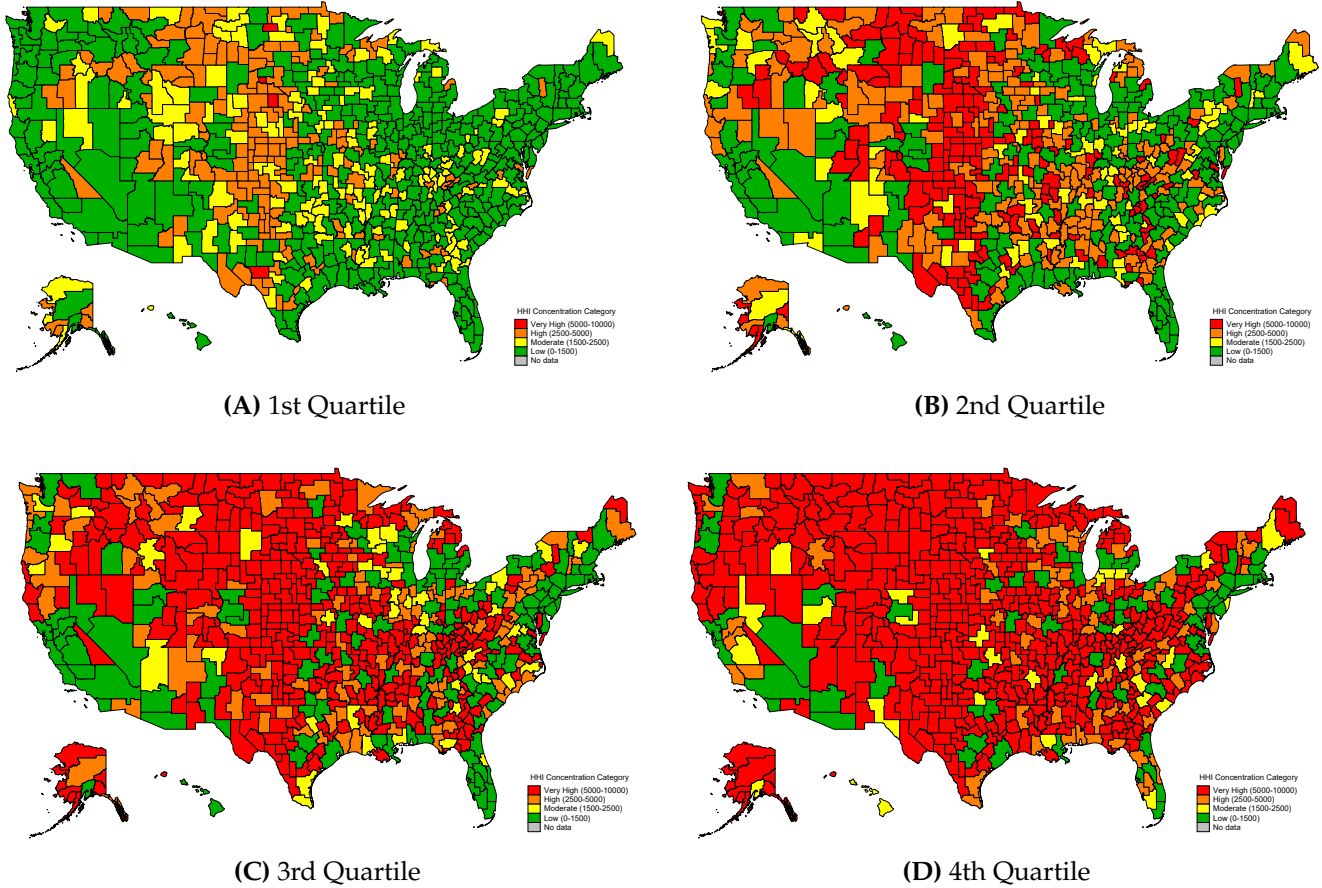 HHI Concentration Category
Very High (5000-10000)
High (2500-5000)
Moderate (1500-2500)
Low (0-1500)
No data
(A) 1st Quartile
HHI Concentration Category
Very High (5000-10000)
High (2500-5000)
Moderate (1500-2500)
Low (0-1500)
No data
(B) 2nd Quartile
HHI Concentration Category
Very High (5000-10000)
High (2500-5000)
Moderate (1500-2500)
Low (0-1500)
No data
(C) 3rd Quartile
HHI Concentration Category
Very High (5000-10000)
High (2500-5000)
Moderate (1500-2500)
Low (0-1500)
No data
(D) 4th Quartile